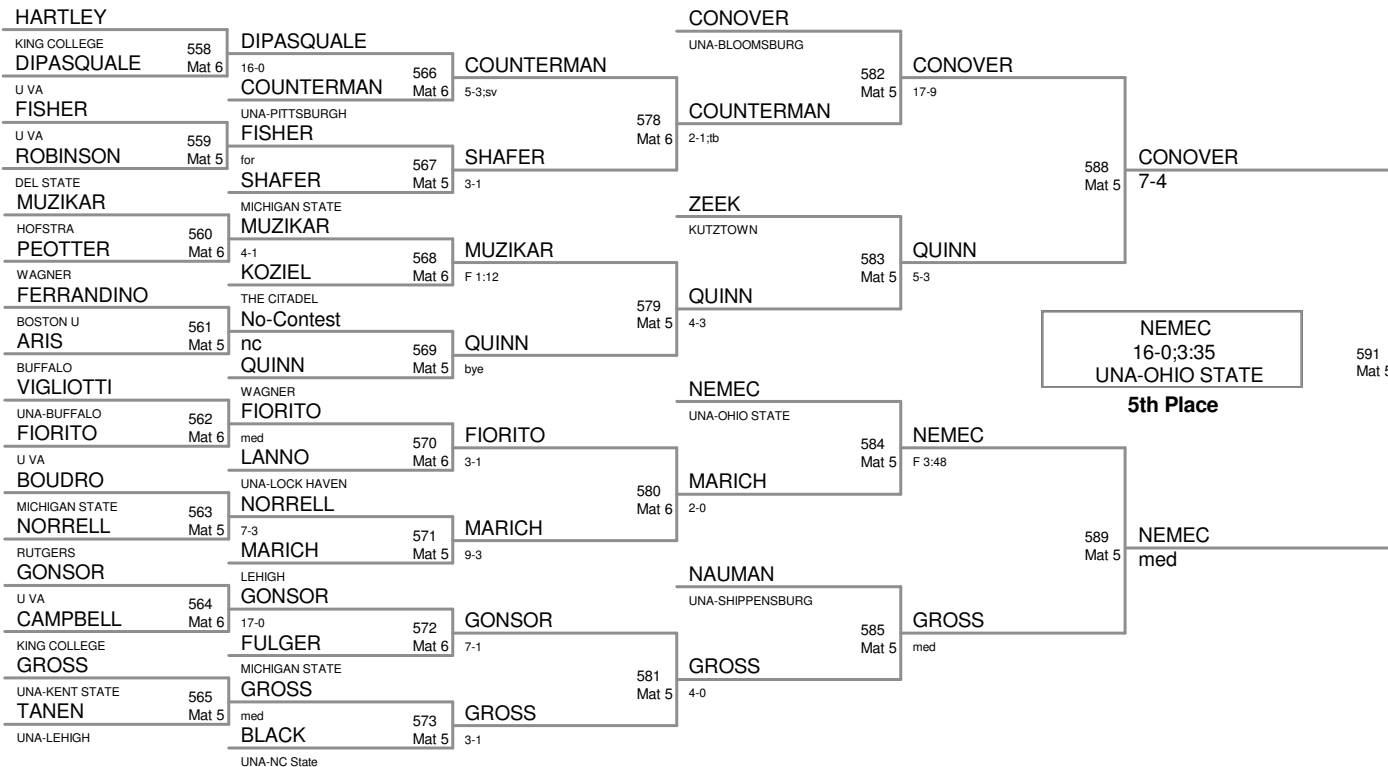 HARTLEY
KING COLLEGE
558
DIPASQUALE
Mat 6
U VA
FISHER
U VA
559
ROBINSON
Mat 5
DEL STATE
MUZIKAR
HOFSTRA
560
PEOTTER
Mat 6
WAGNER
FERRANDINO
BOSTON U
561
ARIS
Mat 5
BUFFALO
VIGLIOTTI
UNA-BUFFALO
562
FIORITO
Mat 6
U VA
BOUDRO
MICHIGAN STATE
563
NORRELL
Mat 5
RUTGERS
GONSOR
U VA
564
CAMPBELL
Mat 6
KING COLLEGE
GROSS
UNA-KENT STATE
565
TANEN
Mat 5
UNA-LEHIGH
DIPASQUALE
16-0
566
COUNTERMAN
Mat 6
UNA-PITTSBURGH
FISHER
for
567
SHAFER
Mat 5
MICHIGAN STATE
MUZIKAR
4-1
568
KOZIEL
Mat 6
THE CITADEL
No-Contest
nc
569
QUINN
Mat 5
WAGNER
FIORITO
med
570
LANNO
Mat 6
UNA-LOCK HAVEN
NORRELL
7-3
571
MARICH
Mat 5
LEHIGH
GONSOR
17-0
572
FULGER
Mat 6
MICHIGAN STATE
GROSS
med
573
BLACK
Mat 5
UNA-NC State
COUNTERMAN
5-3;sv
578
Mat 6
SHAFER
3-1
MUZIKAR
F 1:12
579
Mat 5
QUINN
bye
FIORITO
3-1
580
Mat 6
MARICH
9-3
GONSOR
7-1
581
Mat 5
GROSS
3-1
CONOVER
UNA-BLOOMSBURG
582
Mat 5
COUNTERMAN
2-1;tb
ZEEK
KUTZTOWN
583
Mat 5
QUINN
4-3
NEMEC
UNA-OHIO STATE
584
Mat 5
MARICH
2-0
NAUMAN
UNA-SHIPPENSBURG
585
Mat 5
GROSS
4-0
CONOVER
17-9
588
Mat 5
QUINN
5-3
NEMEC
F 3:48
589
Mat 5
GROSS
med
CONOVER
7-4
NEMEC
16-0;3:35
UNA-OHIO STATE
5th Place
591
Mat 5
NEMEC
med